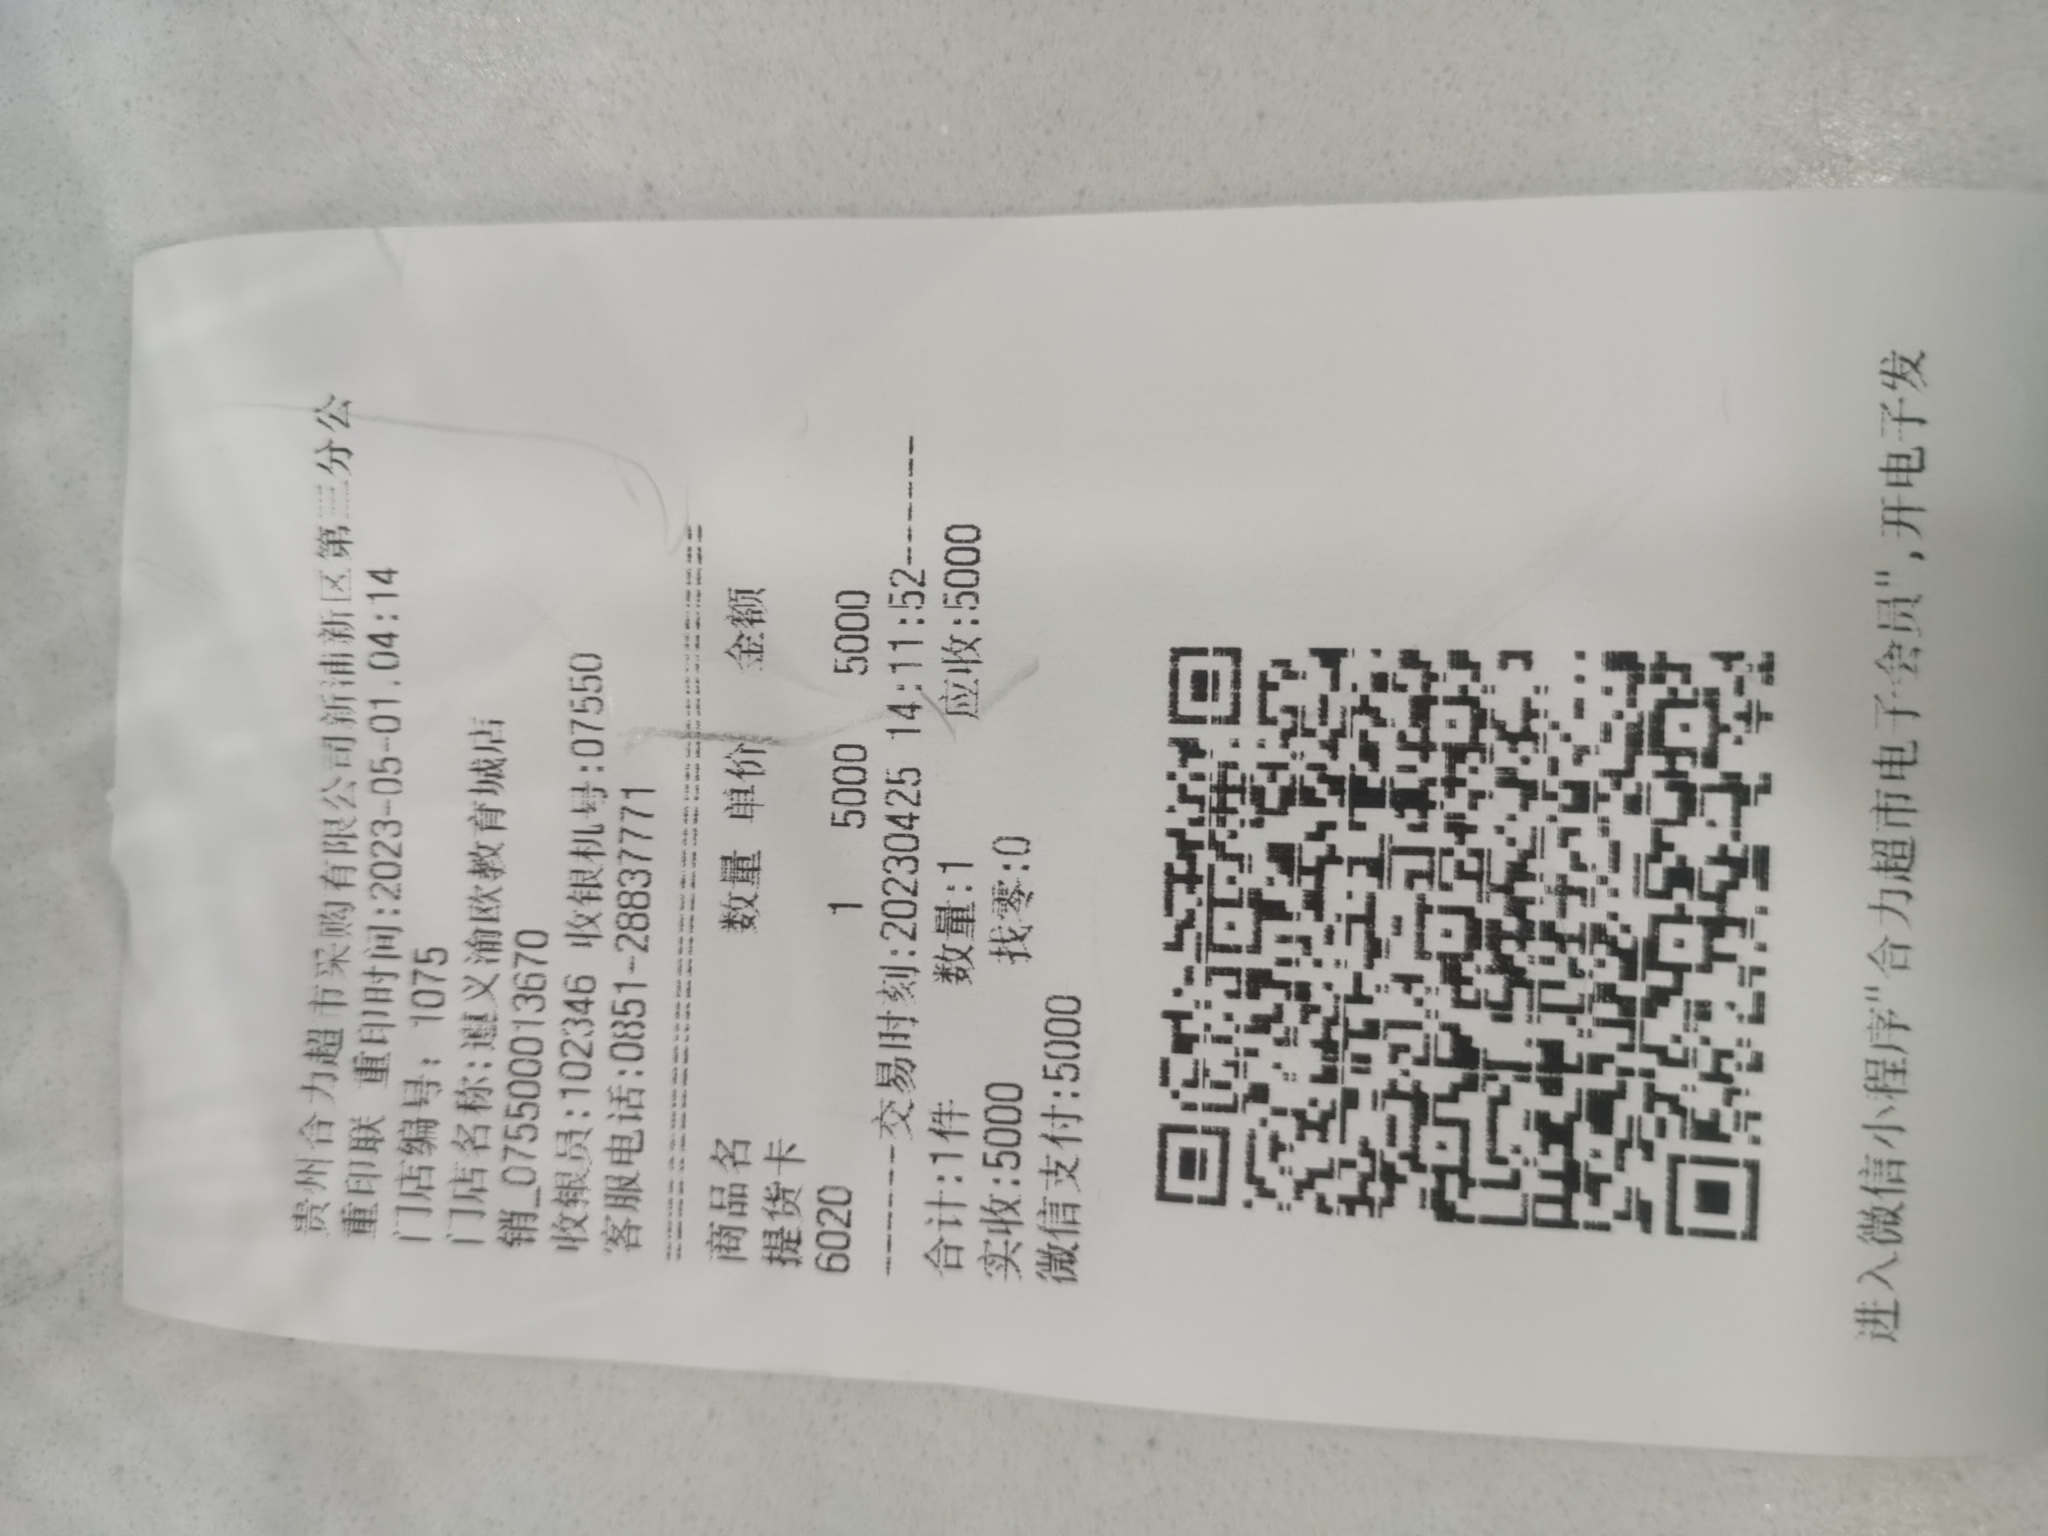 贵州合力超市采购有限公司新浦新区第三分公
重印联 重印时间:2023-05-01.04:14
门店编号: 1075
门店名称:遵义渝欧教育城店
销_075500013670
收银员:102346 收银机号:07550
客服电话:0851-28837771
商品名 数量 单价 金额
提货卡
6020 1 5000 5000
------交易时刻:20230425 14:11:52------
合计:1件 数量:1 应收:5000
实收:5000 找零:0
微信支付:5000
进入微信小程序"合力超市电子会员",开电子发